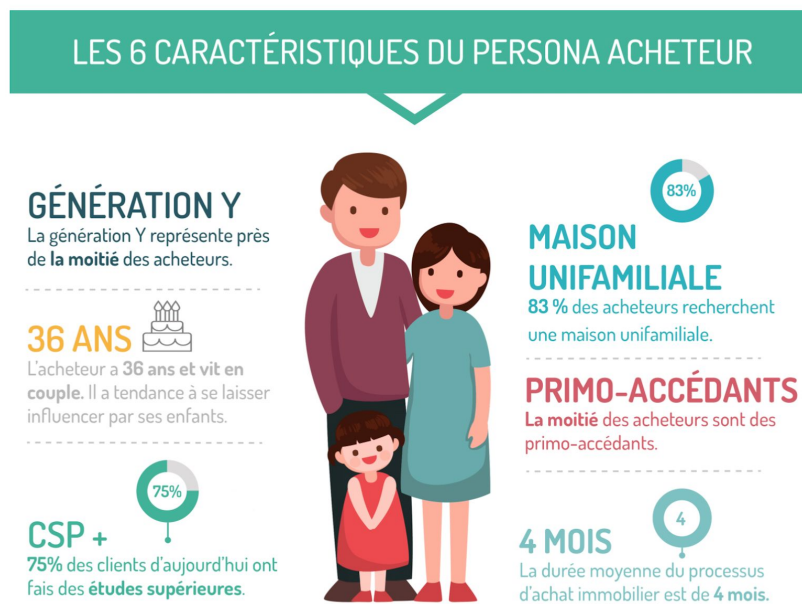 LES 6 CARACTÉRISTIQUES DU PERSONA ACHETEUR
GÉNÉRATION Y
La génération Y représente près
de la moitié des acheteurs.
36 ANS
L'acheteur a 36 ans et vit en
couple. Il a tendance à se laisser
influencer par ses enfants.
75%
CSP +
75% des clients d'aujourd'hui ont
fais des études supérieures.
83%
MAISON
UNIFAMILIALE
83 % des acheteurs recherchent
une maison unifamiliale.
PRIMO-ACCÉDANTS
La moitié des acheteurs sont des
primo-accédants.
4
4 MOIS
La durée moyenne du processus
d'achat immobilier est de 4 mois.